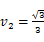 v₂ = √3/3